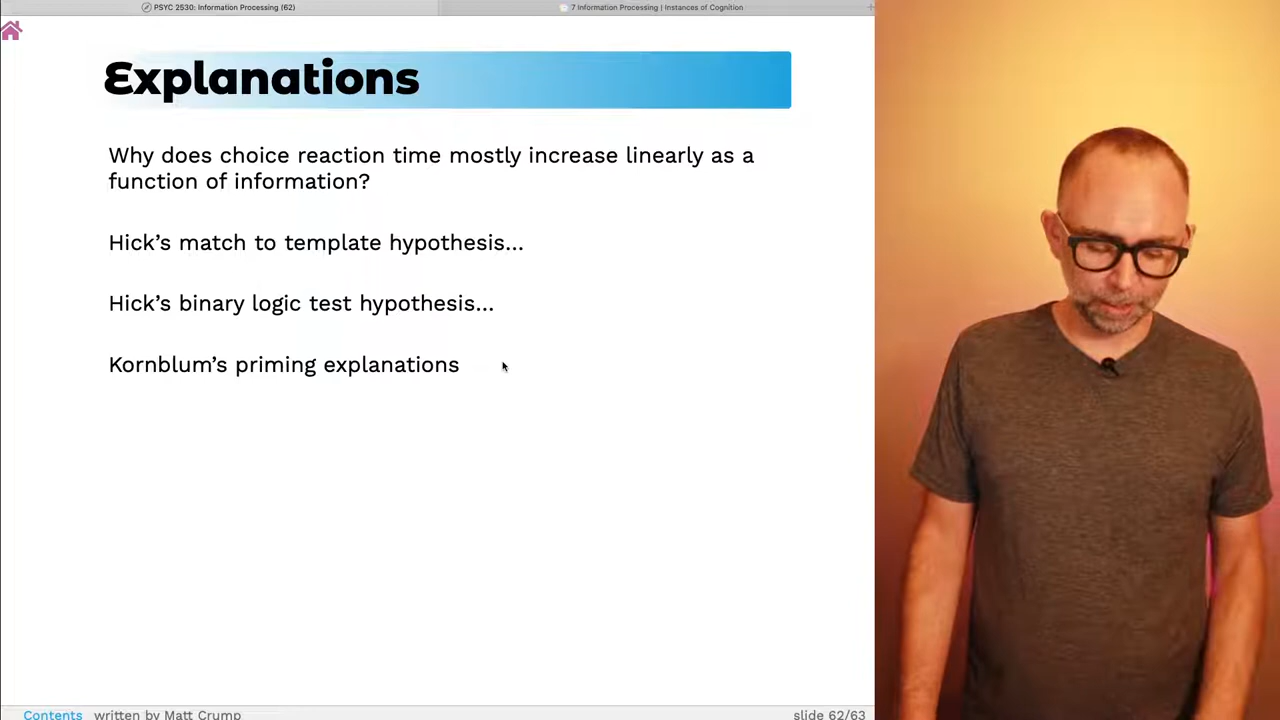 PSYC 2530: Information Processing (62)
7 Information Processing | Instances of Cognition
Explanations
Why does choice reaction time mostly increase linearly as a
function of information?
Hick's match to template hypothesis...
Hick's binary logic test hypothesis...
Kornblum's priming explanations
Contents written by Matt Crump
slide 62/63